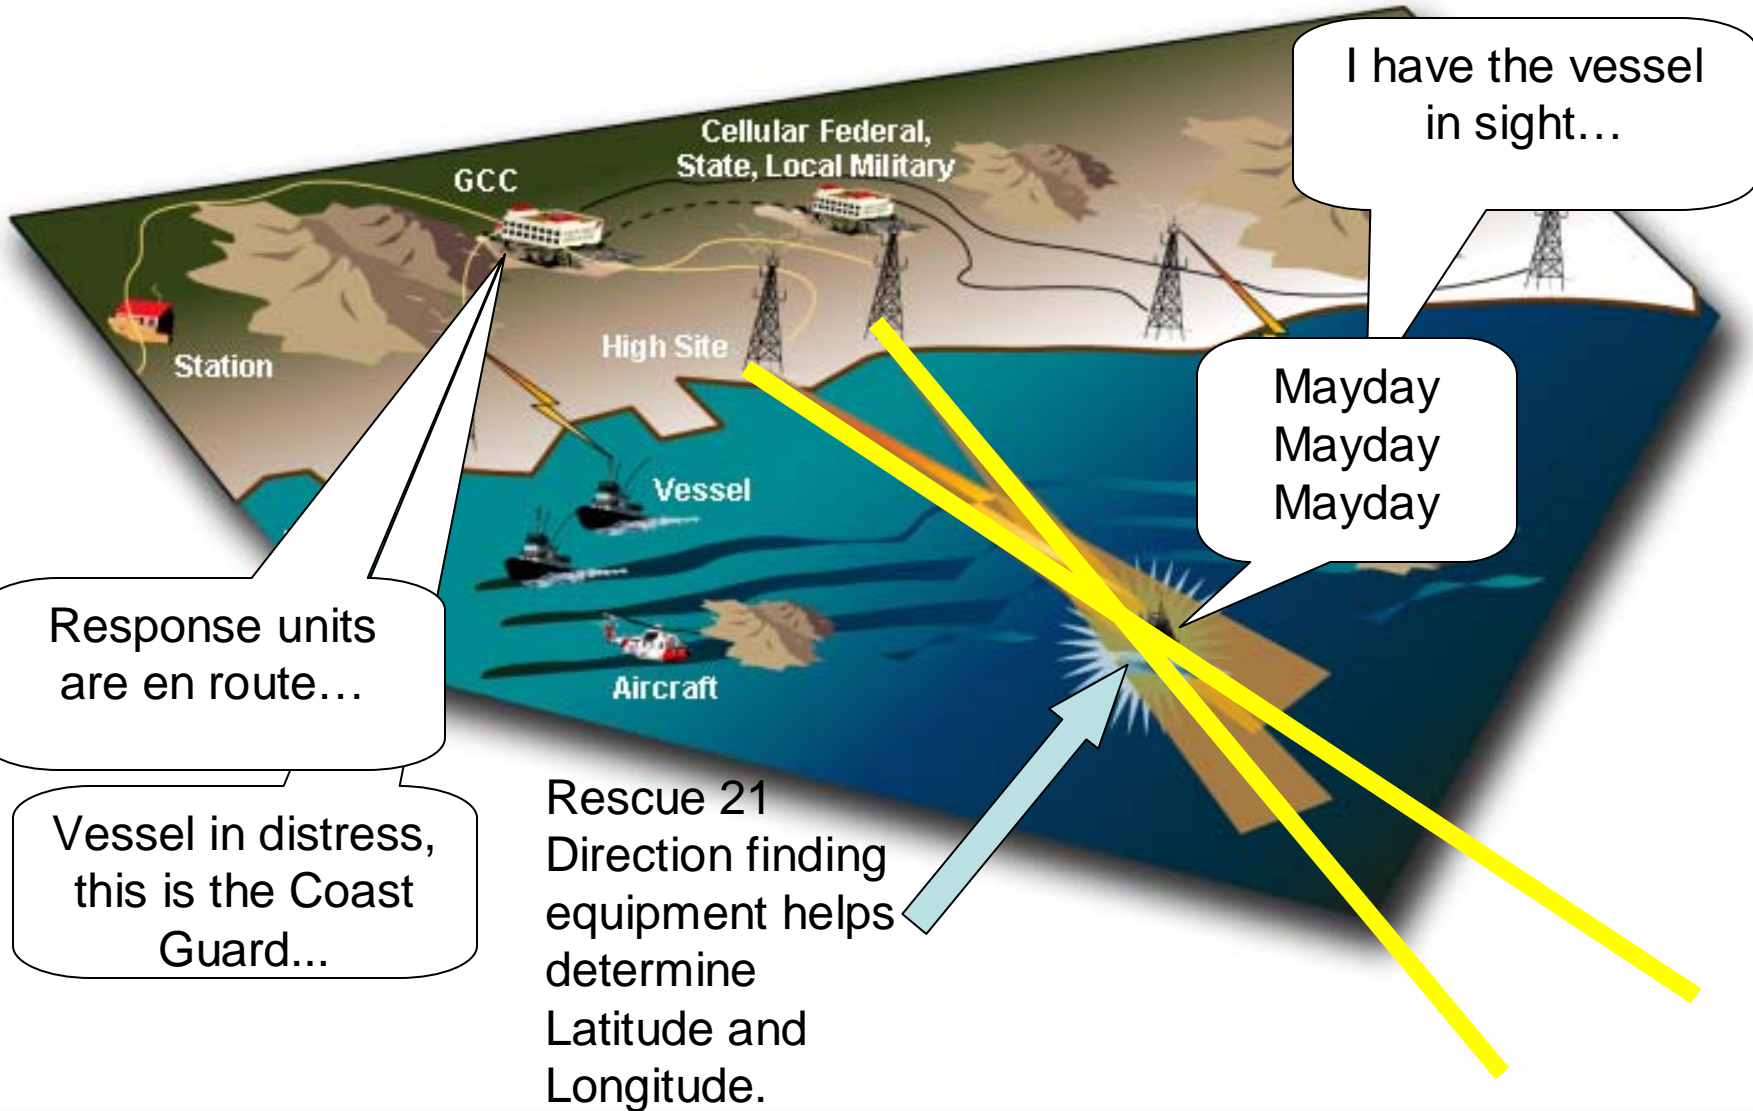 I have the vessel
in sight…
Cellular Federal,
State, Local Military
GCC
High Site
Station
Mayday
Mayday
Mayday
Vessel
Response units
are en route…
Aircraft
Vessel in distress,
this is the Coast
Guard...
Rescue 21
Direction finding
equipment helps
determine
Latitude and
Longitude.